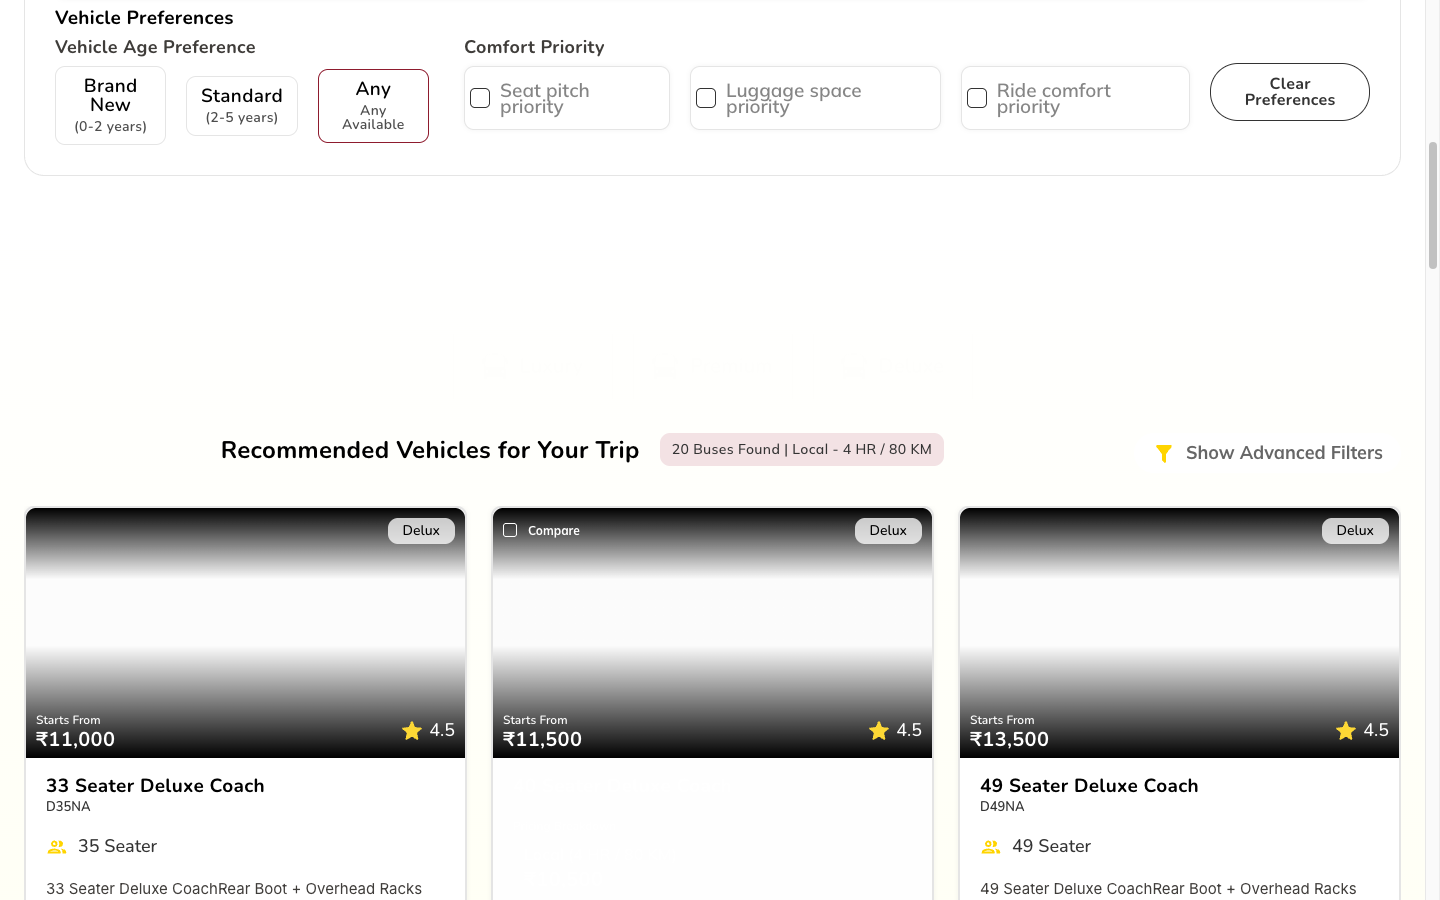 Vehicle Preferences
Vehicle Age Preference
Brand
New
(0-2 years)
Standard
(2-5 years)
Any
Any
Available
Comfort Priority
Seat pitch
priority
Luggage space
priority
Ride comfort
priority
Clear
Preferences
Recommended Vehicles for Your Trip
20 Buses Found | Local - 4 HR / 80 KM
Show Advanced Filters
Delux
Starts From
₹11,000
4.5
33 Seater Deluxe Coach
D35NA
35 Seater
33 Seater Deluxe CoachRear Boot + Overhead Racks
Compare
Delux
Starts From
₹11,500
4.5
Delux
Starts From
₹13,500
4.5
49 Seater Deluxe Coach
D49NA
49 Seater
49 Seater Deluxe CoachRear Boot + Overhead Racks